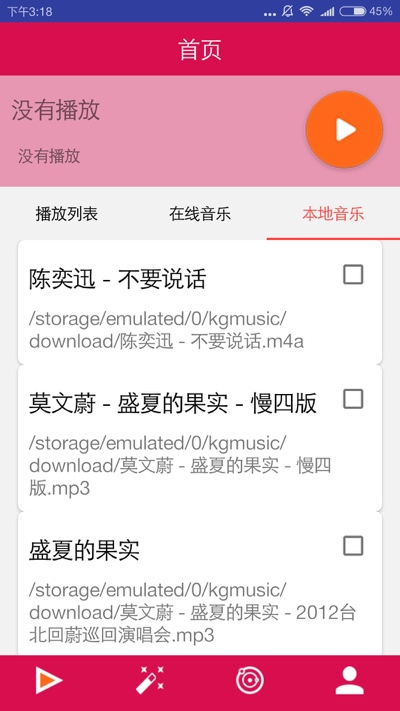 下午3:18
45%
首页
没有播放
没有播放
播放列表
在线音乐
本地音乐
陈奕迅 - 不要说话
/storage/emulated/0/kgmusic/
download/陈奕迅 - 不要说话.m4a
莫文蔚 - 盛夏的果实 - 慢四版
/storage/emulated/0/kgmusic/
download/莫文蔚 - 盛夏的果实 - 慢四
版.mp3
盛夏的果实
/storage/emulated/0/kgmusic/
download/莫文蔚 - 盛夏的果实 - 2012台
北回蔚巡回演唱会.mp3